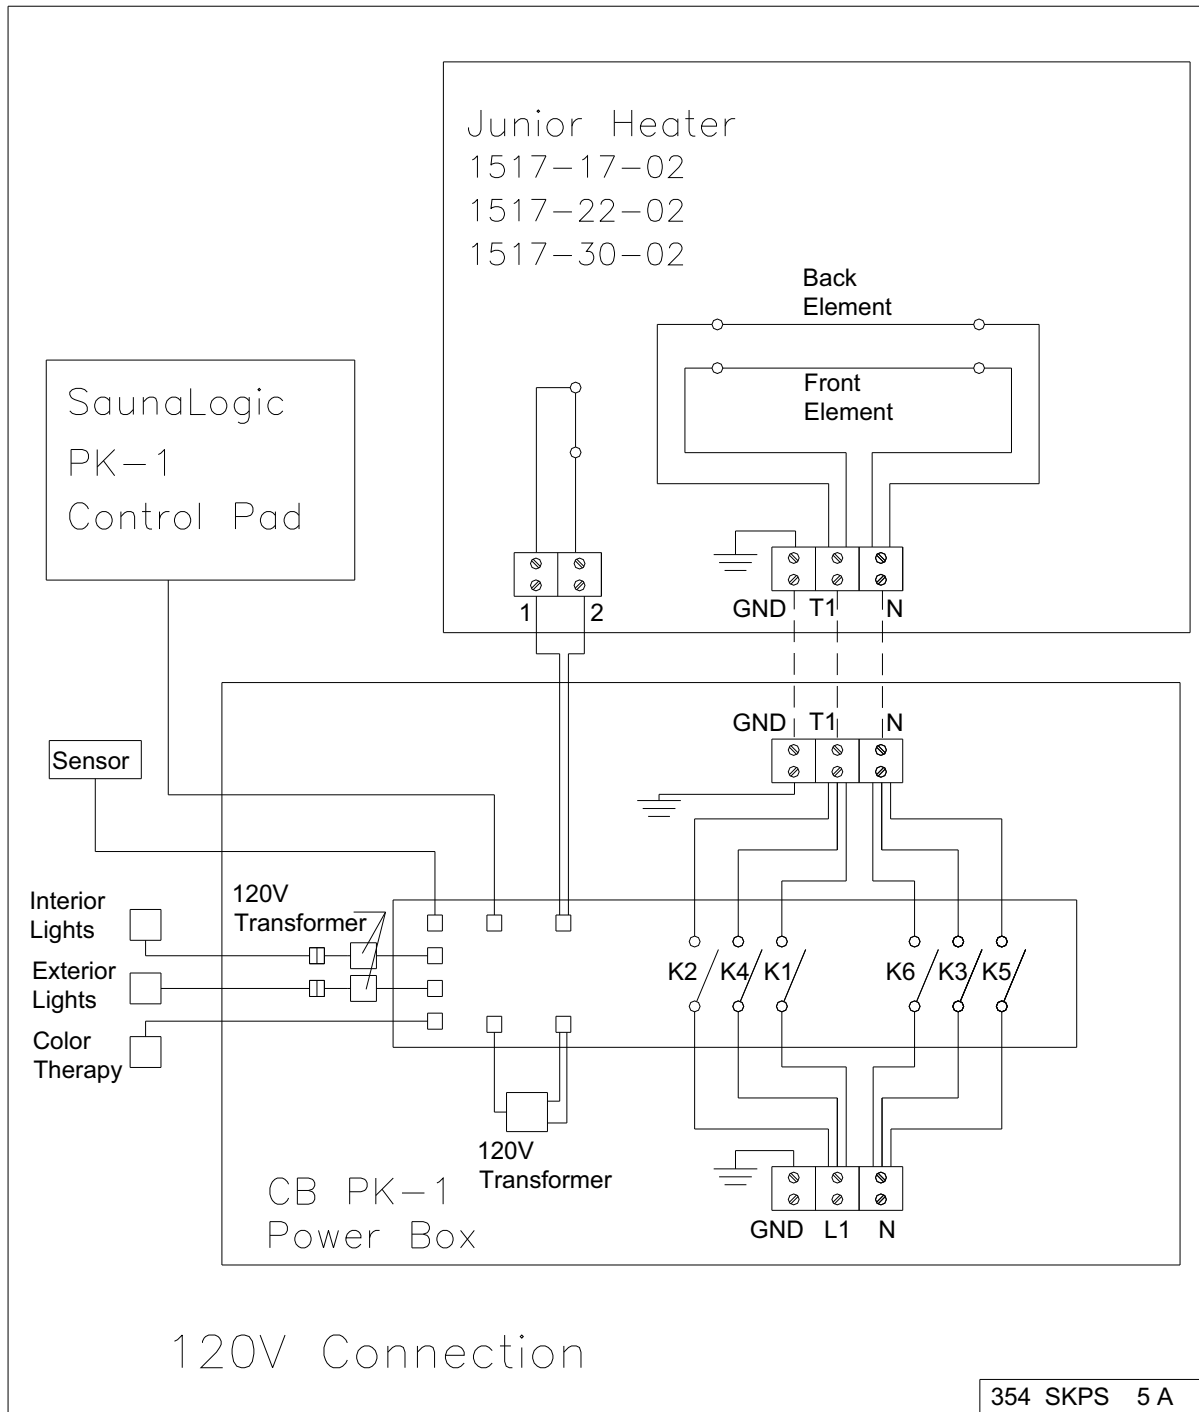 Junior Heater
1517-17-02
1517-22-02
1517-30-02
Back
Element
Front
Element
SaunaLogic
PK-1
Control Pad
1 2
GND T1 N
GND T1 N
Sensor
120V
Transformer
Interior
Lights
Exterior
Lights
Color
Therapy
K2 K4 K1 K6 K3 K5
120V
Transformer
CB PK-1
Power Box
GND L1 N
120V Connection
354 SKPS 5 A